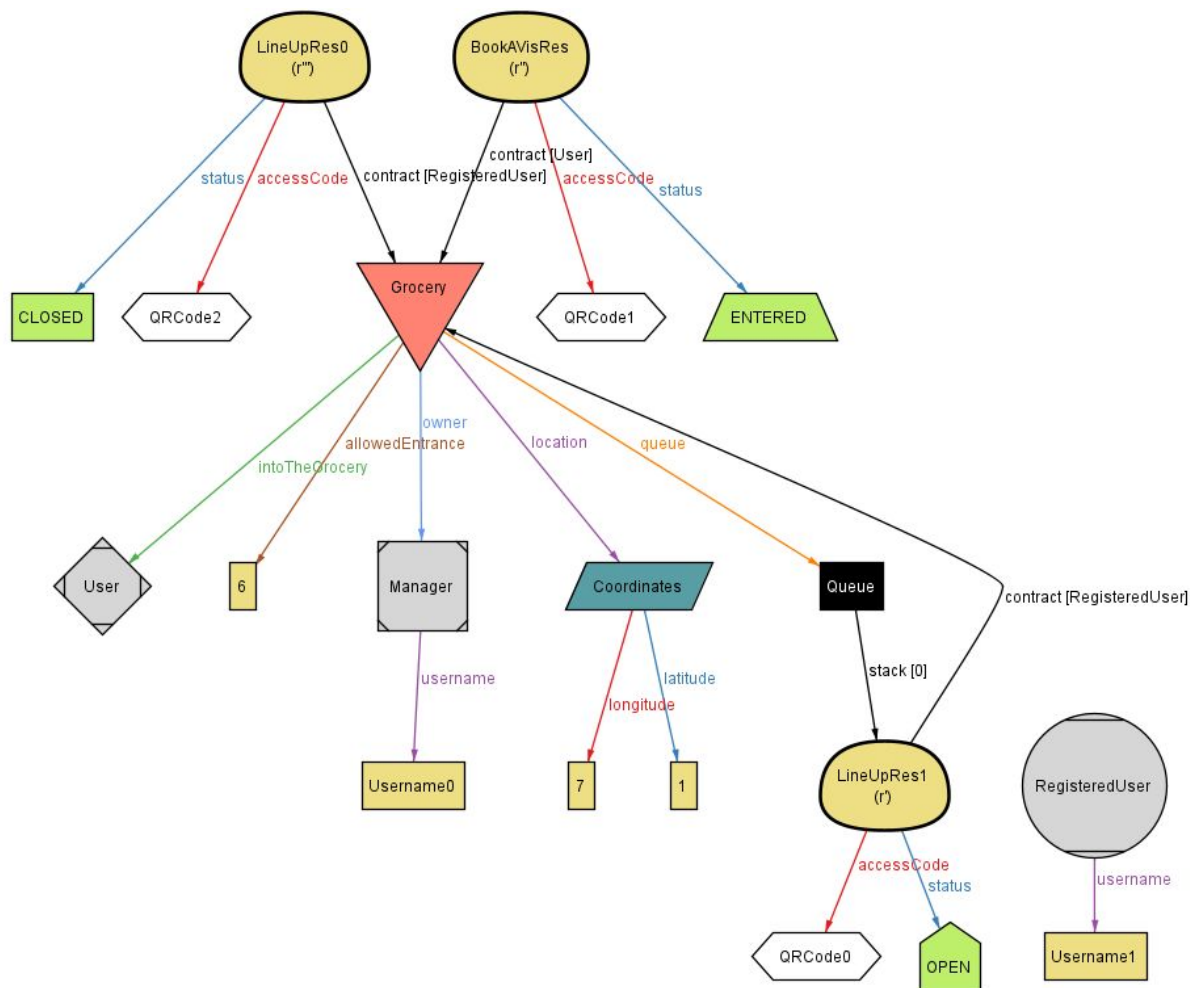 LineUpRes0
(r''')
BookAVisRes
(r'')
contract [User]
status
accessCode
contract [RegisteredUser]
accessCode
status
CLOSED
QRCode2
Grocery
QRCode1
ENTERED
owner
allowedEntrance
location
queue
intoTheGrocery
User
6
Manager
Coordinates
Queue
contract [RegisteredUser]
username
longitude
latitude
stack [0]
Username0
7
1
LineUpRes1
(r')
RegisteredUser
accessCode
status
username
QRCode0
OPEN
Username1